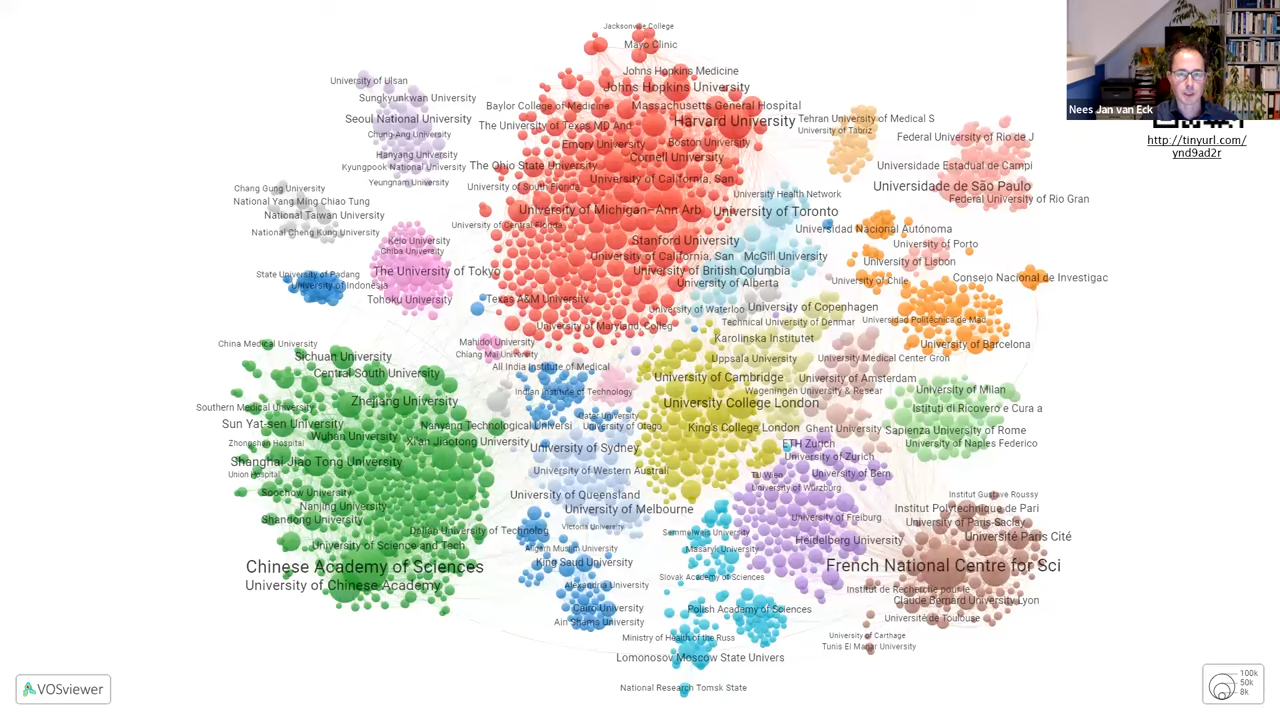 Jacksonville College
Mayo Clinic
Johns Hopkins Medicine
Johns Hopkins University
University of Ulsan
Sungkyunkwan University
Baylor College of Medicine
Massachusetts General Hospital
Nees Jan van Eck
Seoul National University
The University of Texas MD And
Harvard University
Tehran University of Medical S
University of Tabriz
Federal University of Rio de J
http://tinyurl.com/
ynd9ad2r
Chung-Ang University
Emory University
Boston University
Hanyang University
Cornell University
Kyungpook National University
The Ohio State University
Universidade Estadual de Campi
Yeungnam University
University of California, San
University of South Florida
Universidade de São Paulo
Chang Gung University
University Health Network
Federal University of Rio Gran
National Yang Ming Chiao Tung
University of Michigan–Ann Arb
University of Toronto
National Taiwan University
University of Central Florida
Universidad Nacional Autónoma
National Cheng Kung University
Keio University
Stanford University
University of Porto
Chiba University
University of California, San
McGill University
University of Lisbon
State University of Padang
The University of Tokyo
University of British Columbia
Consejo Nacional de Investigac
University of Indonesia
University of Alberta
University of Chile
Tohoku University
Texas A&M University
University of Waterloo
University of Copenhagen
University of Maryland, Colleg
Technical University of Denmar
Universidad Politécnica de Mad
China Medical University
Mahidol University
Karolinska Institutet
University of Barcelona
Sichuan University
Chiang Mai University
Uppsala University
University Medical Center Gron
Central South University
All India Institute of Medical
University of Cambridge
University of Amsterdam
Indian Institute of Technology
Wageningen University & Resear
University of Milan
Zhejiang University
University College London
Southern Medical University
Qatar University
Istituti di Ricovero e Cura a
Sun Yat-sen University
Nanyang Technological Universi
University of Otago
King's College London
Ghent University
Sapienza University of Rome
Wuhan University
Xi'an Jiaotong University
Zhongshan Hospital
University of Sydney
ETH Zurich
University of Naples Federico
Shanghai Jiao Tong University
University of Zurich
Union Hospital
University of Western Australi
TU Wien
University of Bern
Soochow University
University of Queensland
University of Würzburg
Institut Gustave Roussy
Nanjing University
University of Melbourne
Institut Polytechnique de Pari
Shandong University
Victoria University
University of Freiburg
University of Paris-Saclay
Dalian University of Technolog
Semmelweis University
Heidelberg University
Université Paris Cité
University of Science and Tech
Aligarh Muslim University
Masaryk University
Chinese Academy of Sciences
King Saud University
French National Centre for Sci
University of Chinese Academy
Alexandria University
Slovak Academy of Sciences
Institut de Recherche pour le
Claude Bernard University Lyon
Cairo University
Polish Academy of Sciences
Ain Shams University
Université de Toulouse
Ministry of Health of the Russ
University of Carthage
Tunis El Manar University
Lomonosov Moscow State Univers
National Research Tomsk State
VOSviewer
100k
50k
8k